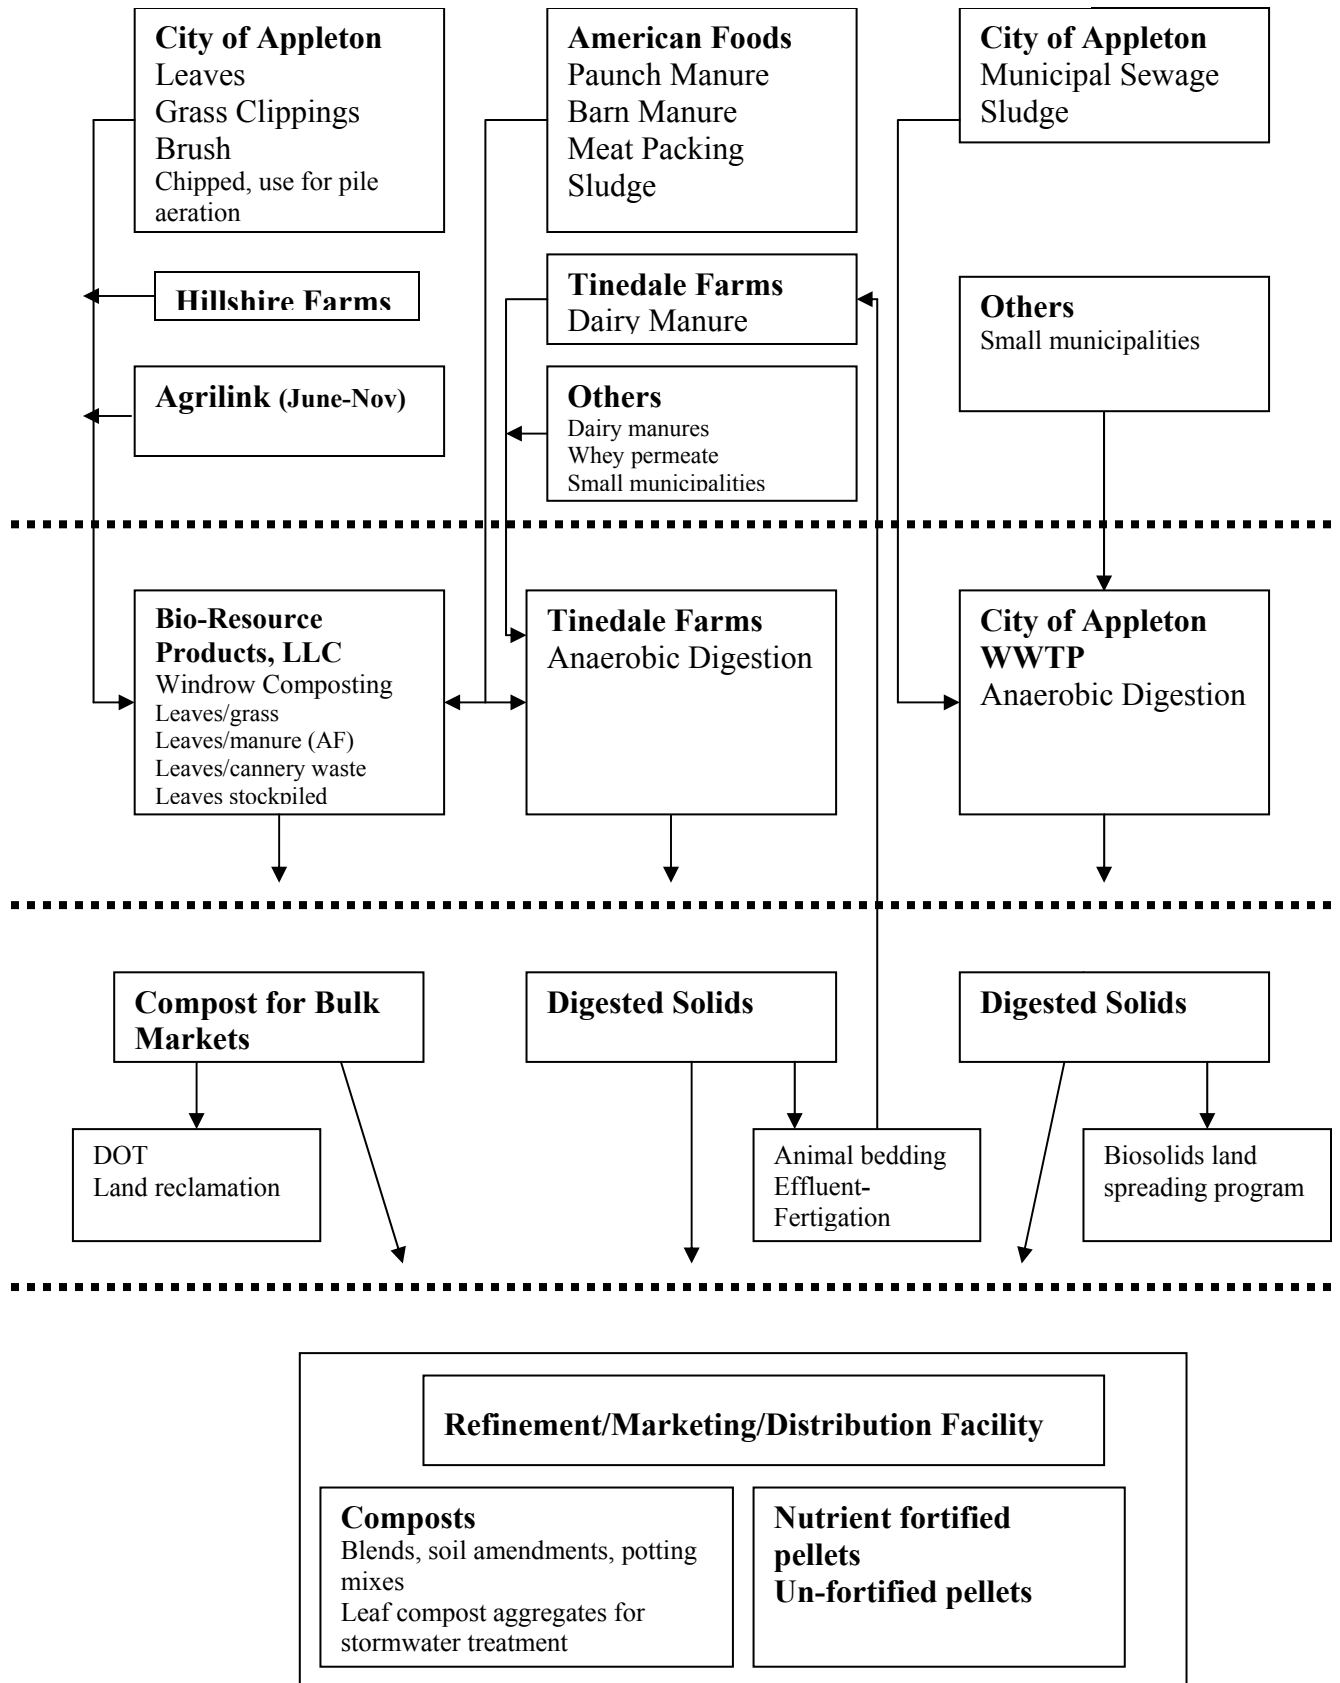 City of Appleton
Leaves
Grass Clippings
Brush
Chipped, use for pile
aeration
American Foods
Paunch Manure
Barn Manure
Meat Packing
Sludge
City of Appleton
Municipal Sewage
Sludge
Hillshire Farms
Tinedale Farms
Dairy Manure
Others
Small municipalities
Agrilink (June-Nov)
Others
Dairy manures
Whey permeate
Small municipalities
Bio-Resource
Products, LLC
Windrow Composting
Leaves/grass
Leaves/manure (AF)
Leaves/cannery waste
Leaves stockpiled
Tinedale Farms
Anaerobic Digestion
City of Appleton
WWTP
Anaerobic Digestion
Compost for Bulk
Markets
Digested Solids
Digested Solids
DOT
Land reclamation
Animal bedding
Effluent-
Fertigation
Biosolids land
spreading program
Refinement/Marketing/Distribution Facility
Composts
Blends, soil amendments, potting
mixes
Leaf compost aggregates for
stormwater treatment
Nutrient fortified
pellets
Un-fortified pellets